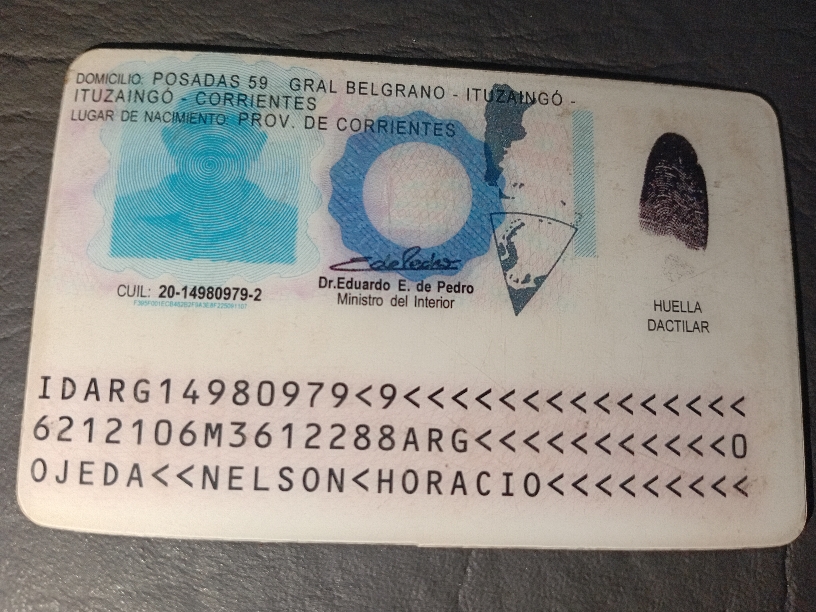 DOMICILIO: POSADAS 59 GRAL BELGRANO - ITUZAINGÓ -
ITUZAINGÓ - CORRIENTES
LUGAR DE NACIMIENTO: PROV. DE CORRIENTES
CUIL: 20-14980979-2
Dr.Eduardo E. de Pedro
Ministro del Interior
HUELLA
DACTILAR
IDARG14980979<9<<<<<<<<<<<<<<<
6212106M3612288ARG<<<<<<<<<<<0
OJEDA<<NELSON<HORACIO<<<<<<<<<